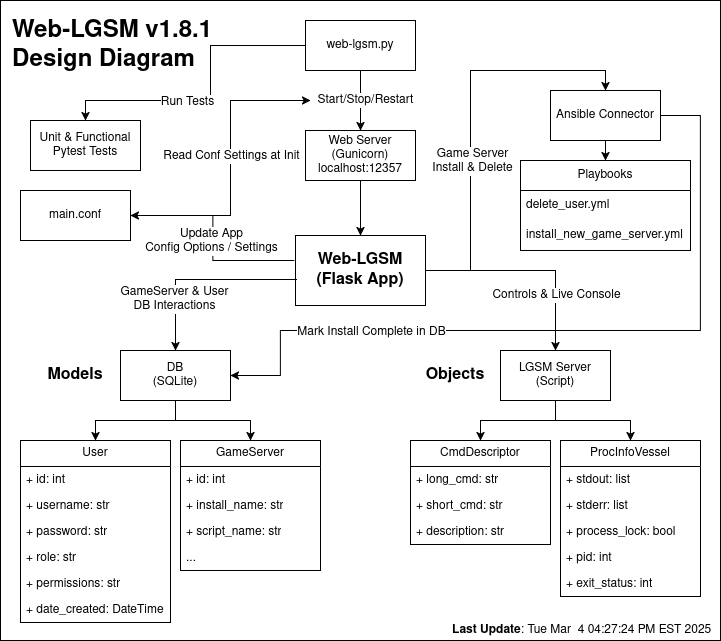 Web-LGSM v1.8.1
Design Diagram
web-lgsm.py
Run Tests
Start/Stop/Restart
Ansible Connector
Unit & Functional
Pytest Tests
Read Conf Settings at Init
Web Server
(Gunicorn)
localhost:12357
Game Server
Install & Delete
Playbooks
delete_user.yml
install_new_game_server.yml
main.conf
Update App
Config Options / Settings
Web-LGSM
(Flask App)
GameServer & User
DB Interactions
Controls & Live Console
Mark Install Complete in DB
Models
DB
(SQLite)
Objects
LGSM Server
(Script)
User
+ id: int
+ username: str
+ password: str
+ role: str
+ permissions: str
+ date_created: DateTime
GameServer
+ id: int
+ install_name: str
+ script_name: str
...
CmdDescriptor
+ long_cmd: str
+ short_cmd: str
+ description: str
ProcInfoVessel
+ stdout: list
+ stderr: list
+ process_lock: bool
+ pid: int
+ exit_status: int
Last Update: Tue Mar  4 04:27:24 PM EST 2025